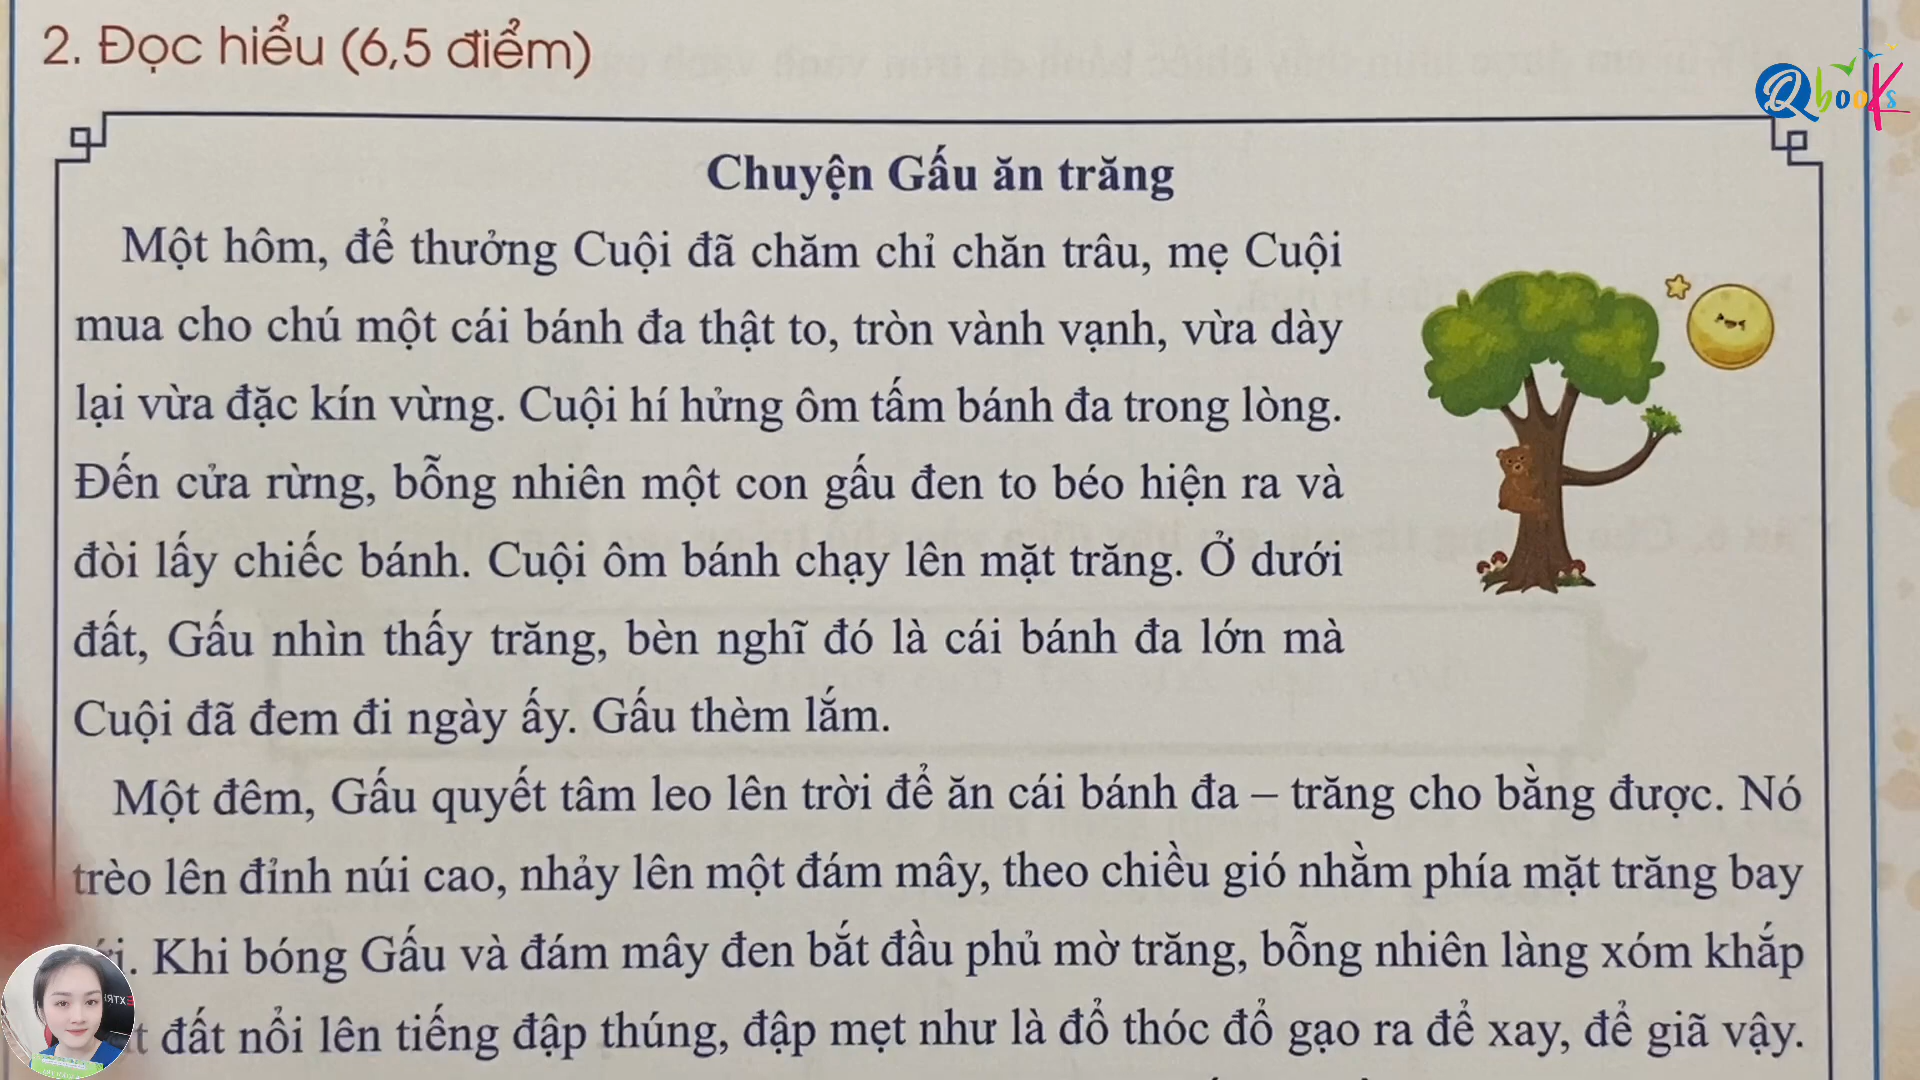 2. Đọc hiểu (6,5 điểm)
Qbooks
Chuyện Gấu ăn trăng
Một hôm, để thưởng Cuội đã chăm chỉ chăn trâu, mẹ Cuội
mua cho chú một cái bánh đa thật to, tròn vành vạnh, vừa dày
lại vừa đặc kín vừng. Cuội hí hửng ôm tấm bánh đa trong lòng.
Đến cửa rừng, bỗng nhiên một con gấu đen to béo hiện ra và
đòi lấy chiếc bánh. Cuội ôm bánh chạy lên mặt trăng. Ở dưới
đất, Gấu nhìn thấy trăng, bèn nghĩ đó là cái bánh đa lớn mà
Cuội đã đem đi ngày ấy. Gấu thèm lắm.
Một đêm, Gấu quyết tâm leo lên trời để ăn cái bánh đa – trăng cho bằng được. Nó
trèo lên đỉnh núi cao, nhảy lên một đám mây, theo chiều gió nhằm phía mặt trăng bay
Khi bóng Gấu và đám mây đen bắt đầu phủ mờ trăng, bỗng nhiên làng xóm khắp
đất nổi lên tiếng đập thúng, đập mẹt như là đổ thóc đổ gạo ra để xay, để giã vậy.